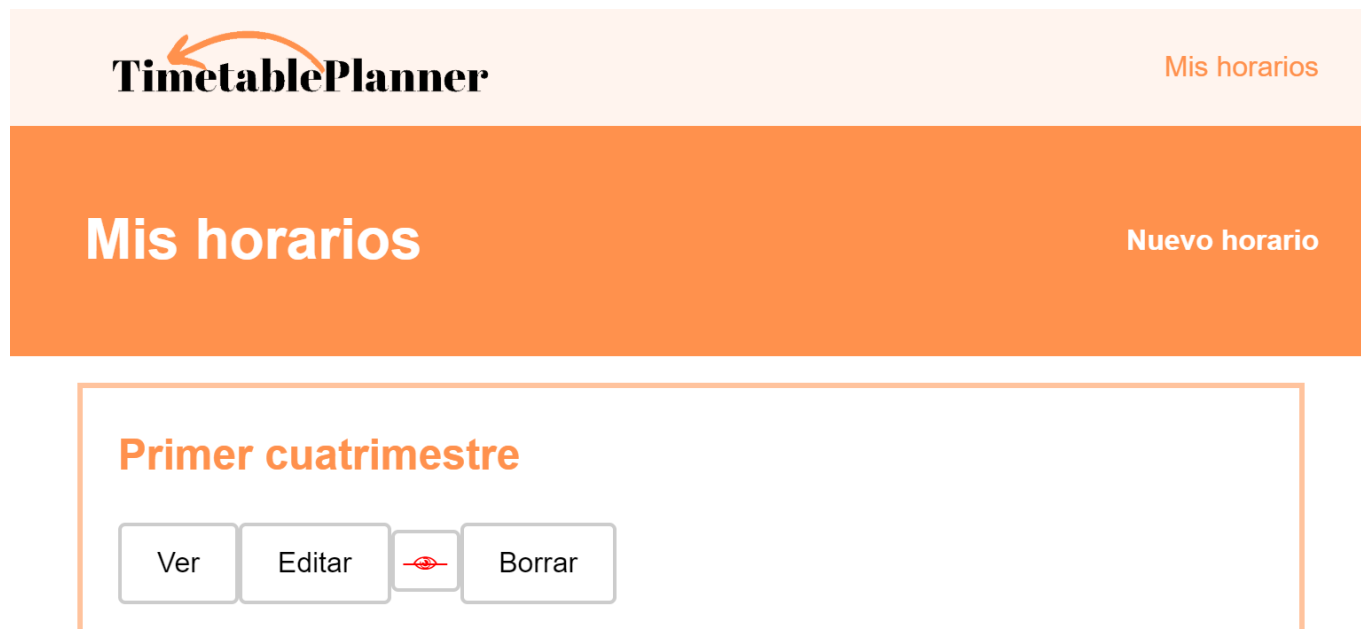 TimetablePlanner
Mis horarios
Mis horarios
Nuevo horario
Primer cuatrimestre
Ver
Editar
Borrar